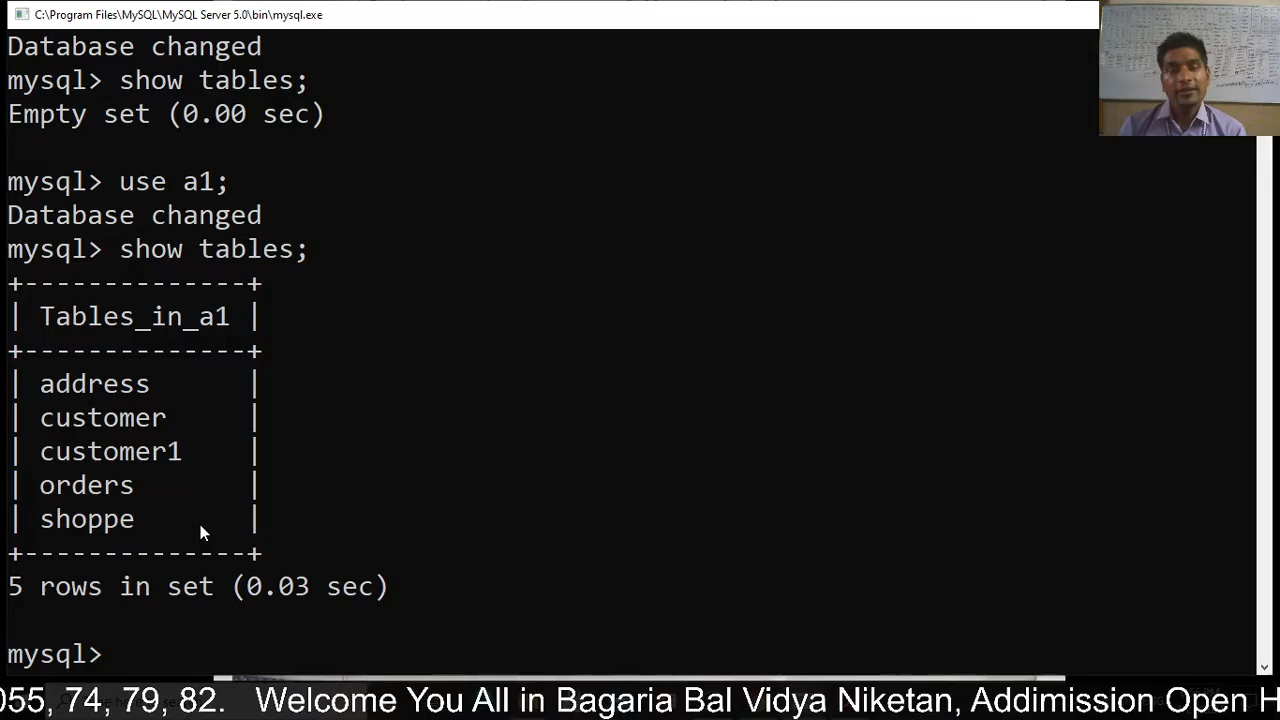 C:\Program Files\MySQL\MySQL Server 5.0\bin\mysql.exe
Database changed
mysql> show tables;
Empty set (0.00 sec)
mysql> use a1;
Database changed
mysql> show tables;
+--------------+
| Tables_in_a1 |
+--------------+
| address      |
| customer     |
| customer1    |
| orders       |
| shoppe       |
+--------------+
5 rows in set (0.03 sec)
mysql>
055, 74, 79, 82. Welcome You All in Bagaria Bal Vidya Niketan, Addimission Open H